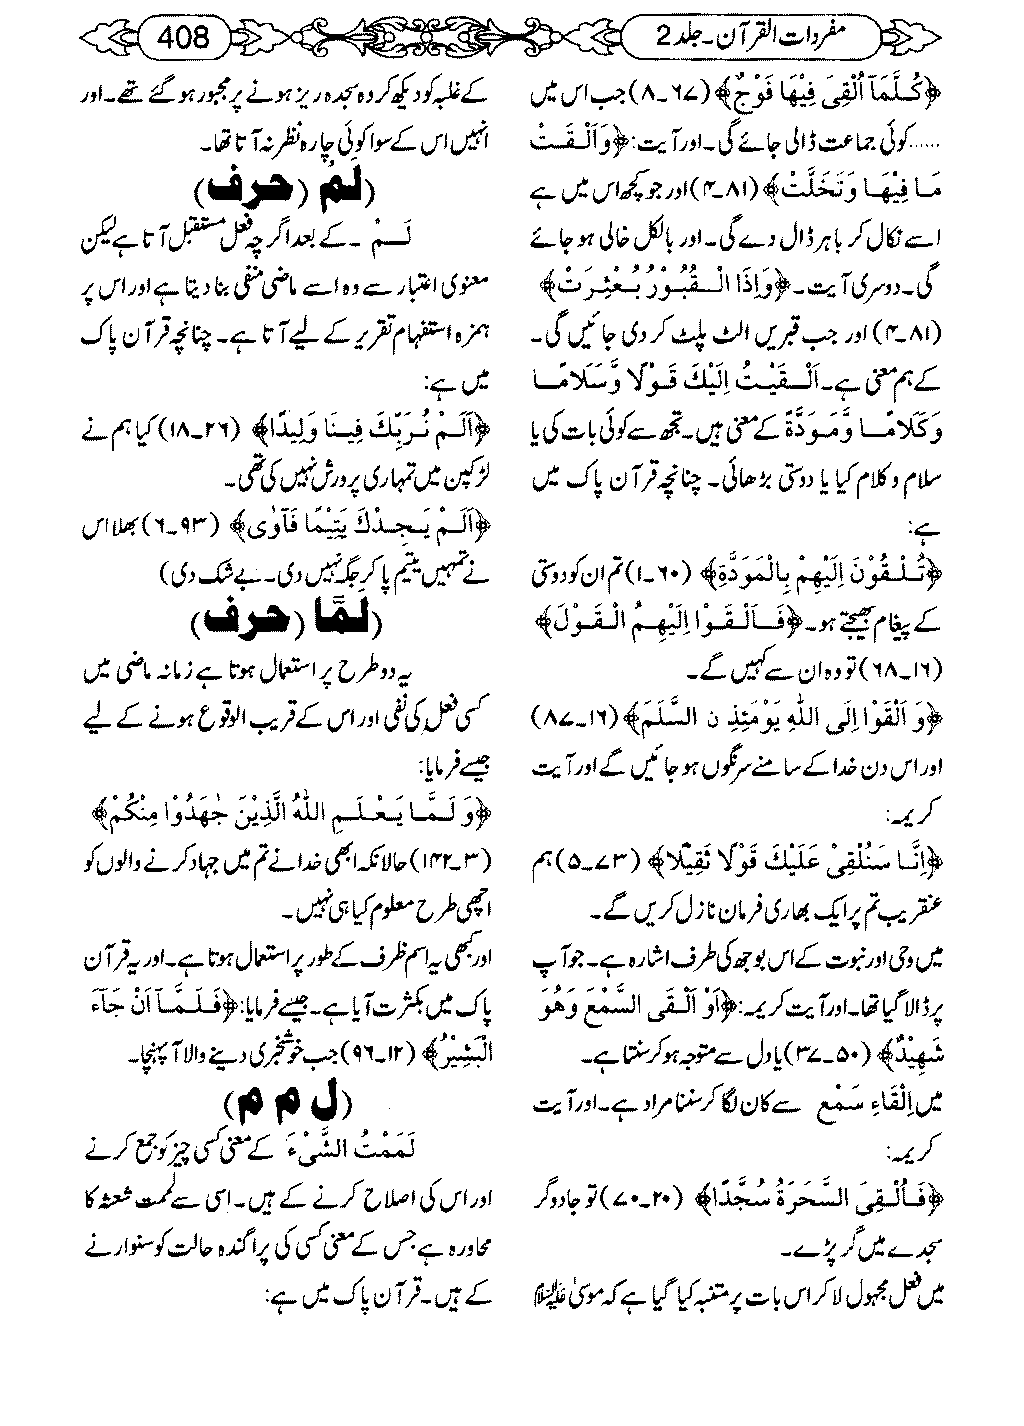 مفردات القرآن۔جلد 2
408
﴿كُلَّمَآ اُلْقِیَ فِیْهَا فَوْجٌ﴾ (۶۷۔۸)جب اس میں
.....کوئی جماعت ڈالی جائے گی۔اور آیت:﴿وَاَلْقَتْ
مَا فِیْهَا وَتَخَلَّتْ﴾ (۸۱۔۴)اور جو کچھ اس میں ہے
اسے نکال کر باہر ڈال دے گی۔اور بالکل خالی ہو جائے
گی۔دوسری آیت۔﴿وَاِذَا الْقُبُوْرُ بُعْثِرَتْ﴾
(۸۱۔۴)اور جب قبریں الٹ پلٹ کر دی جائیں گی۔
کے ہم معنی ہے۔اَلْقَیْتُ اِلَیْكَ قَوْلًا وَّسَلَامًا
وَكَلَامًا وَّمَوَدَّةً کے معنی ہیں۔تجھ سے کوئی بات کی یا
سلام وکلام کیا یا دوستی بڑھائی۔چنانچہ قرآن پاک میں
ہے:
﴿تُلْقُوْنَ اِلَیْهِمْ بِالْمَوَدَّةِ﴾ (۶۰۔۱)تم ان کو دوستی
کے پیغام بھیجتے ہو۔﴿فَاَلْقَوْا اِلَیْهِمُ الْقَوْلَ﴾
(۱۶۔۶۸)تو وہ ان سے کہیں گے۔
﴿وَ اَلْقَوْا اِلَی اللّٰهِ یَوْمَئِذِ ن السَّلَمَ﴾(۱۶۔۸۷)
اور اس دن خدا کے سامنے سرنگوں ہو جائیں گے اور آیت
کریمہ:
﴿اِنَّا سَنُلْقِیْ عَلَیْكَ قَوْلًا ثَقِیْلًا﴾ (۷۳۔۵)ہم
عنقریب تم پر ایک بھاری فرمان نازل کریں گے۔
میں وحی اور نبوت کے اس بوجھ کی طرف اشارہ ہے۔جو آپ
پر ڈالا گیا تھا۔اور آیت کریمہ:﴿اَوْ اَلْقَی السَّمْعَ وَهُوَ
شَهِیْدٌ﴾ (۵۰۔۳۷)یا دل سے متوجہ ہو کر سنتا ہے۔
میں اِلْقَاءِ سَمْعِ سے کان لگا کر سننا مراد ہے۔اور آیت
کریمہ:
﴿فَاُلْقِیَ السَّحَرَةُ سُجَّدًا﴾ (۲۰۔۷۰)تو جادوگر
سجدے میں گر پڑے۔
میں فعل مجہول لا کر اس بات پر متنبہ کیا گیا ہے کہ موسیٰ علیہ السلام
کے غلبہ کو دیکھ کر وہ سجدہ ریز ہونے پر مجبور ہو گئے تھے۔اور
انہیں اس کے سوا کوئی چارہ نظر نہ آتا تھا۔
(لَمْ (حرف)
لَمْ ۔کے بعد اگرچہ فعل مستقبل آتا ہے لیکن
معنوی اعتبار سے وہ اسے ماضی منفی بنا دیتا ہے اور اس پر
ہمزہ استفہام تقریر کے لیے آتا ہے۔چنانچہ قرآن پاک
میں ہے:
﴿اَلَمْ نُرَبِّكَ فِیْنَا وَلِیْدًا﴾ (۲۶۔۱۸)کیا ہم نے
لڑکپن میں تمہاری پرورش نہیں کی تھی۔
﴿اَلَمْ یَجِدْكَ یَتِیْمًا فَآوٰی﴾ (۹۳۔۶)بھلا اس
نے تمہیں یتیم پا کر جگہ نہیں دی۔بے شک دی)
(لَمَّا (حرف)
یہ دو طرح پر استعمال ہوتا ہے زمانہ ماضی میں
کسی فعل کی نفی اور اس کے قریب الوقوع ہونے کے لیے
جیسے فرمایا:
﴿وَ لَمَّا یَعْلَمِ اللّٰهُ الَّذِیْنَ جٰهَدُوْا مِنْكُمْ﴾
(۳۔۱۴۲)حالانکہ ابھی خدا نے تم میں جہاد کرنے والوں کو
اچھی طرح معلوم کیا ہی نہیں۔
اور کبھی یہ اسم ظرف کے طور پر استعمال ہوتا ہے۔اور یہ قرآن
پاک میں بکثرت آیا ہے۔جیسے فرمایا:﴿فَلَمَّآ اَنْ جَآءَ
الْبَشِیْرُ﴾ (۱۲۔۹۶)جب خوشخبری دینے والا آ پہنچا۔
(ل م م)
لَمَمْتُ الشَّیْءَ کے معنی کسی چیز کو جمع کرنے
اور اس کی اصلاح کرنے کے ہیں۔اسی سے لممت شعثہ کا
محاورہ ہے جس کے معنی کسی کی پراگندہ حالت کو سنوارنے
کے ہیں۔قرآن پاک میں ہے: